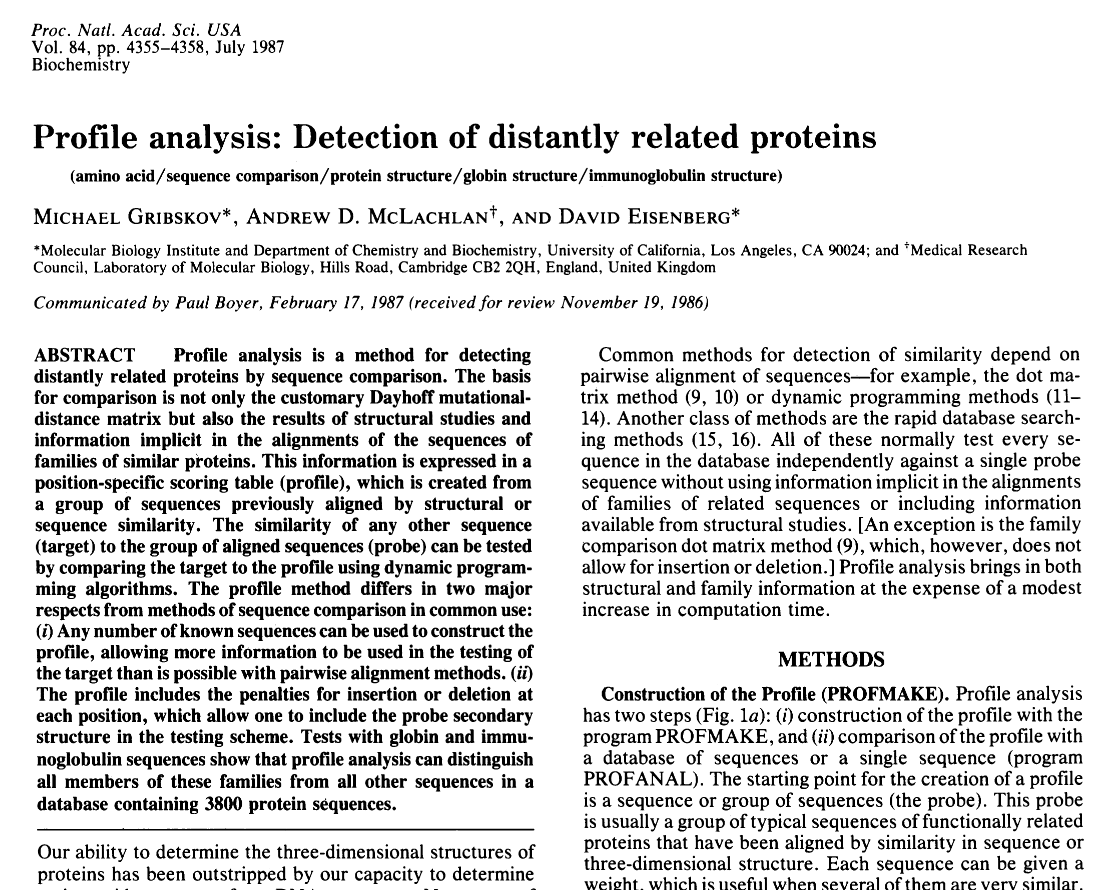 Proc. Natl. Acad. Sci. USA
Vol. 84, pp. 4355–4358, July 1987
Biochemistry
Profile analysis: Detection of distantly related proteins
(amino acid/sequence comparison/protein structure/globin structure/immunoglobulin structure)
MICHAEL GRIBSKOV*, ANDREW D. MCLACHLAN†, AND DAVID EISENBERG*
*Molecular Biology Institute and Department of Chemistry and Biochemistry, University of California, Los Angeles, CA 90024; and †Medical Research
Council, Laboratory of Molecular Biology, Hills Road, Cambridge CB2 2QH, England, United Kingdom
Communicated by Paul Boyer, February 17, 1987 (received for review November 19, 1986)
ABSTRACT Profile analysis is a method for detecting
distantly related proteins by sequence comparison. The basis
for comparison is not only the customary Dayhoff mutational-
distance matrix but also the results of structural studies and
information implicit in the alignments of the sequences of
families of similar proteins. This information is expressed in a
position-specific scoring table (profile), which is created from
a group of sequences previously aligned by structural or
sequence similarity. The similarity of any other sequence
(target) to the group of aligned sequences (probe) can be tested
by comparing the target to the profile using dynamic program-
ming algorithms. The profile method differs in two major
respects from methods of sequence comparison in common use:
(i) Any number of known sequences can be used to construct the
profile, allowing more information to be used in the testing of
the target than is possible with pairwise alignment methods. (ii)
The profile includes the penalties for insertion or deletion at
each position, which allow one to include the probe secondary
structure in the testing scheme. Tests with globin and immu-
noglobulin sequences show that profile analysis can distinguish
all members of these families from all other sequences in a
database containing 3800 protein sequences.
Our ability to determine the three-dimensional structures of
proteins has been outstripped by our capacity to determine
Common methods for detection of similarity depend on
pairwise alignment of sequences—for example, the dot ma-
trix method (9, 10) or dynamic programming methods (11–
14). Another class of methods are the rapid database search-
ing methods (15, 16). All of these normally test every se-
quence in the database independently against a single probe
sequence without using information implicit in the alignments
of families of related sequences or including information
available from structural studies. [An exception is the family
comparison dot matrix method (9), which, however, does not
allow for insertion or deletion.] Profile analysis brings in both
structural and family information at the expense of a modest
increase in computation time.
METHODS
Construction of the Profile (PROFMAKE). Profile analysis
has two steps (Fig. 1a): (i) construction of the profile with the
program PROFMAKE, and (ii) comparison of the profile with
a database of sequences or a single sequence (program
PROFANAL). The starting point for the creation of a profile
is a sequence or group of sequences (the probe). This probe
is usually a group of typical sequences of functionally related
proteins that have been aligned by similarity in sequence or
three-dimensional structure. Each sequence can be given a
weight, which is useful when several of them are very similar.